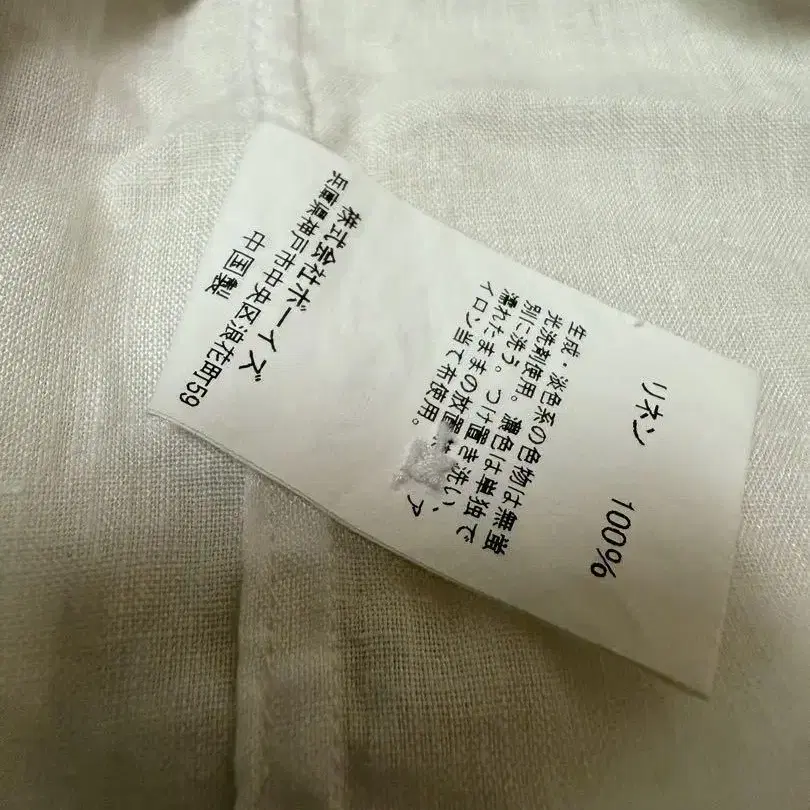 リネン 100%
生成・淡色系の色物は無蛍
光洗剤使用。濃色は単独で
別に洗う。つけ置き洗い、
濡れたままの放置 ア
イロン当て布使用。
株式会社ボーイズ
兵庫県神戸市中央区浪花町59
中国製